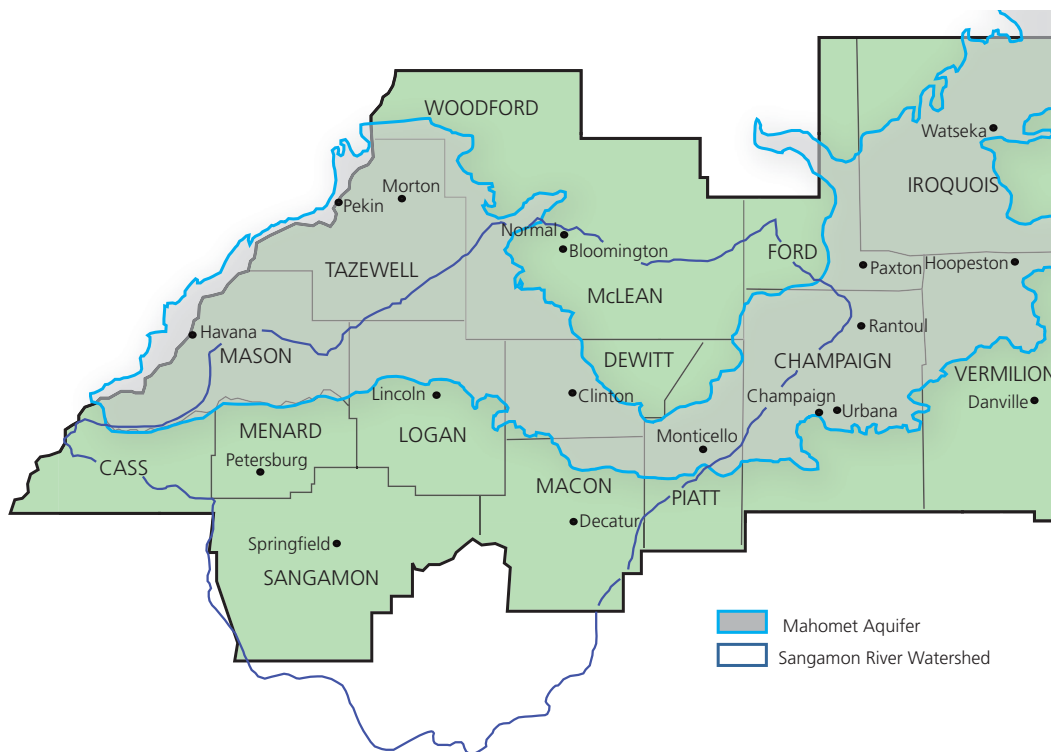 WOODFORD
Watseka
IROQUOIS
Morton
Pekin
Normal
Bloomington
FORD
Paxton
Hoopeston
TAZEWELL
McLEAN
Havana
MASON
Rantoul
DEWITT
CHAMPAIGN
VERMILION
Lincoln
Clinton
Champaign
Urbana
Danville
MENARD
LOGAN
Monticello
CASS
Petersburg
MACON
PIATT
Decatur
Springfield
SANGAMON
Mahomet Aquifer
Sangamon River Watershed